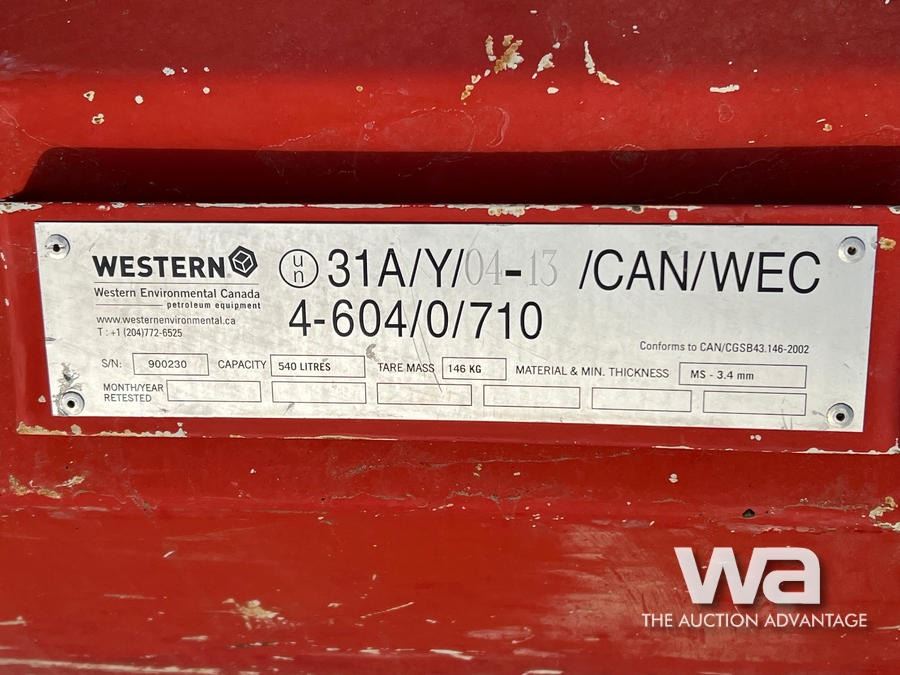 WESTERN
Western Environmental Canada
petroleum equipment
www.westernenvironmental.ca
T : +1 (204)772-6525
un 31A/Y/04-13 /CAN/WEC
4-604/0/710
Conforms to CAN/CGSB43.146-2002
S/N: 900230 CAPACITY 540 LITRES TARE MASS 146 KG MATERIAL & MIN. THICKNESS MS - 3.4 mm
MONTH/YEAR
RETESTED
wa
THE AUCTION ADVANTAGE